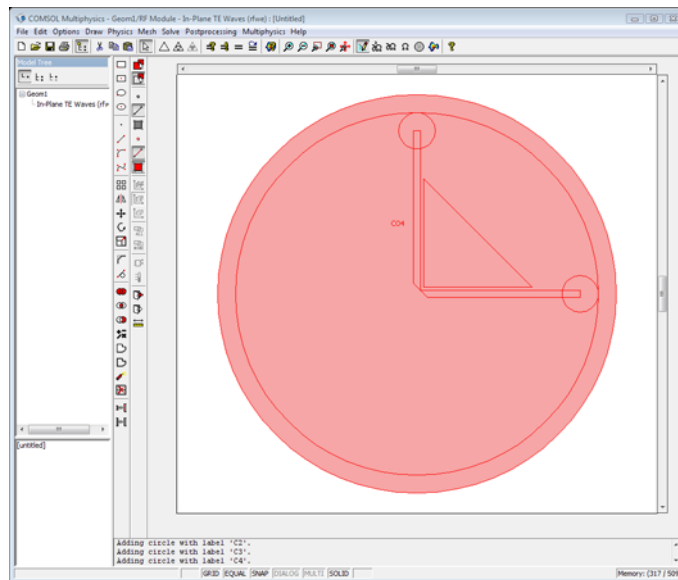 COMSOL Multiphysics - Geom1/RF Module - In-Plane TE Waves (rfwe) : [Untitled]
File Edit Options Draw Physics Mesh Solve Postprocessing Multiphysics Help
Model Tree
Geom1
In-Plane TE Waves (rfw
CO4
[untitled]
Adding circle with label 'C2'.
Adding circle with label 'C3'.
Adding circle with label 'C4'.
GRID EQUAL SNAP DIALOG MULTI SOLID
Memory: (317 / 509